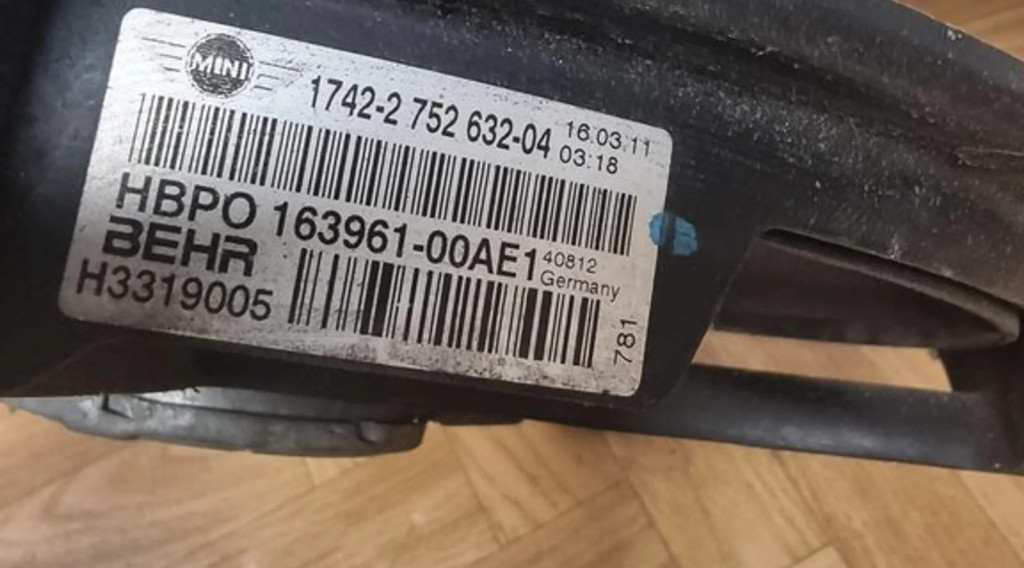 MINI
1742-2 752 632-04
16.03.11
03:18
HBPO 163961-00AE1
40812
Germany
BEHR
H3319005
781